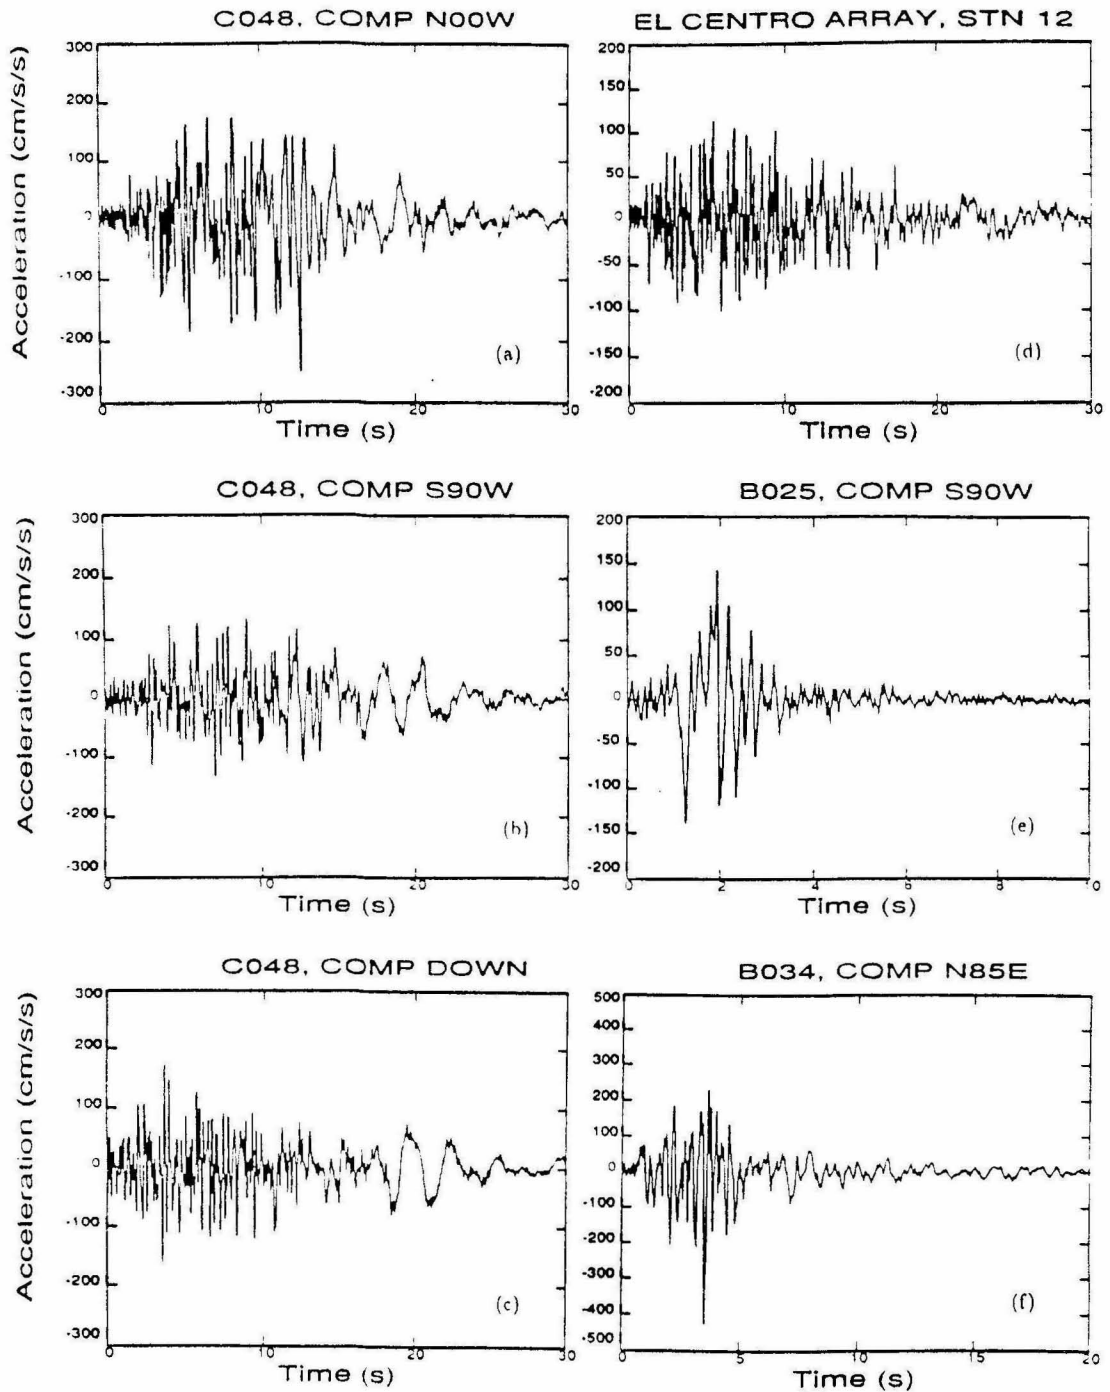 C048, COMP N00W
Acceleration (cm/s/s)
300
200
100
0
-100
-200
-300
(a)
0 10 20 30
Time (s)
EL CENTRO ARRAY, STN 12
200
150
100
50
0
-50
-100
-150
-200
(d)
0 10 20 30
Time (s)
C048, COMP S90W
Acceleration (cm/s/s)
300
200
100
0
-100
-200
-300
(b)
0 10 20 30
Time (s)
B025, COMP S90W
200
150
100
50
0
-50
-100
-150
-200
(e)
0 2 4 6 8 10
Time (s)
C048, COMP DOWN
Acceleration (cm/s/s)
300
200
100
0
-100
-200
-300
(c)
0 10 20 30
Time (s)
B034, COMP N85E
500
400
300
200
100
0
-100
-200
-300
-400
-500
(f)
0 5 10 15 20
Time (s)